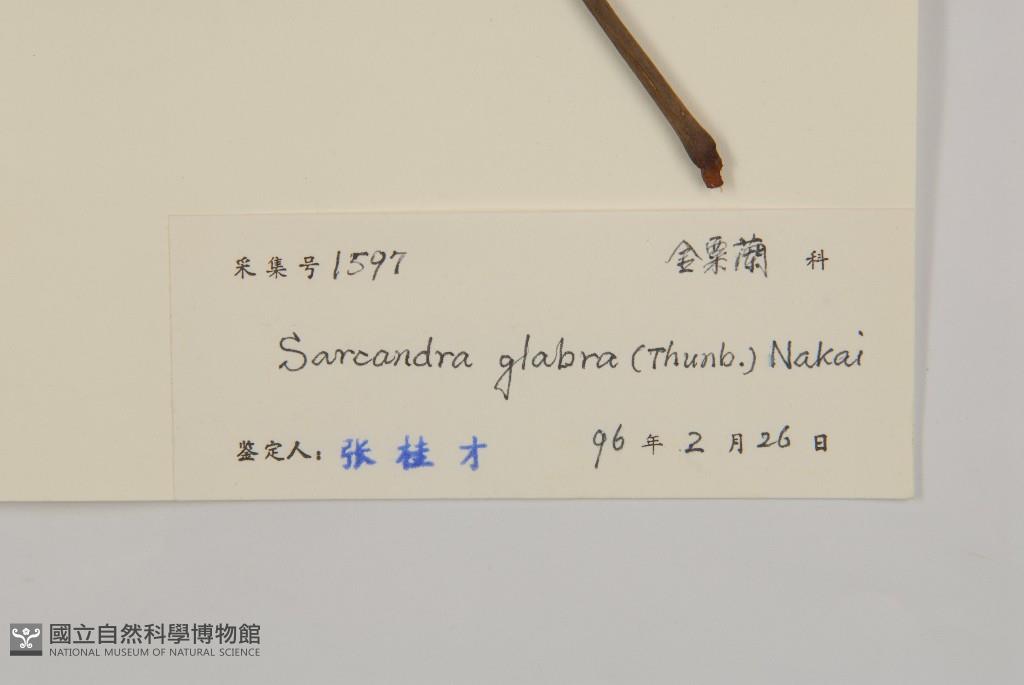 采集号 1597 金粟蘭 科
Sarcandra glabra (Thunb.) Nakai
鉴定人: 张桂才 96 年 2 月 26 日
國立自然科學博物館
NATIONAL MUSEUM OF NATURAL SCIENCE